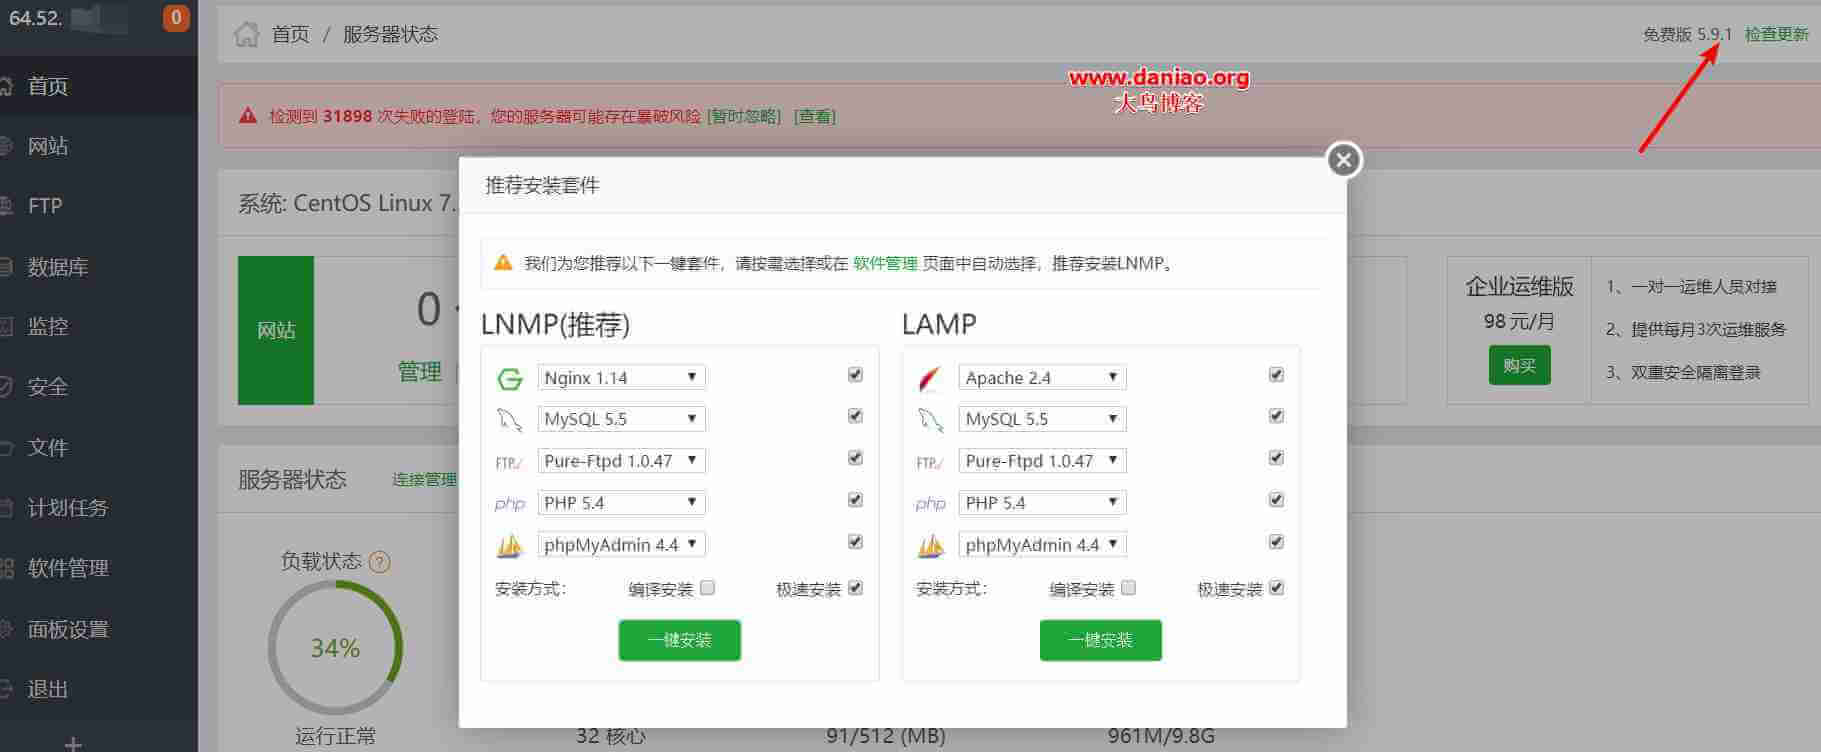 64.52.
0
首页
网站
FTP
数据库
监控
安全
文件
计划任务
软件管理
面板设置
退出
首页 / 服务器状态
免费版 5.9.1 检查更新
www.daniao.org
大鸟博客
检测到 31898 次失败的登陆，您的服务器可能存在暴破风险 [暂时忽略] [查看]
系统: CentOS Linux 7.
网站
0
管理
企业运维版
98 元/月
购买
1、一对一运维人员对接
2、提供每月3次运维服务
3、双重安全隔离登录
服务器状态 连接管理
负载状态 ?
34%
运行正常
32 核心
91/512 (MB)
961M/9.8G
推荐安装套件
我们为您推荐以下一键套件，请按需选择或在 软件管理 页面中自动选择，推荐安装LNMP。
LNMP(推荐)
Nginx 1.14
MySQL 5.5
FTP Pure-Ftpd 1.0.47
php PHP 5.4
phpMyAdmin 4.4
安装方式： 编译安装 极速安装
一键安装
LAMP
Apache 2.4
MySQL 5.5
FTP Pure-Ftpd 1.0.47
php PHP 5.4
phpMyAdmin 4.4
安装方式： 编译安装 极速安装
一键安装